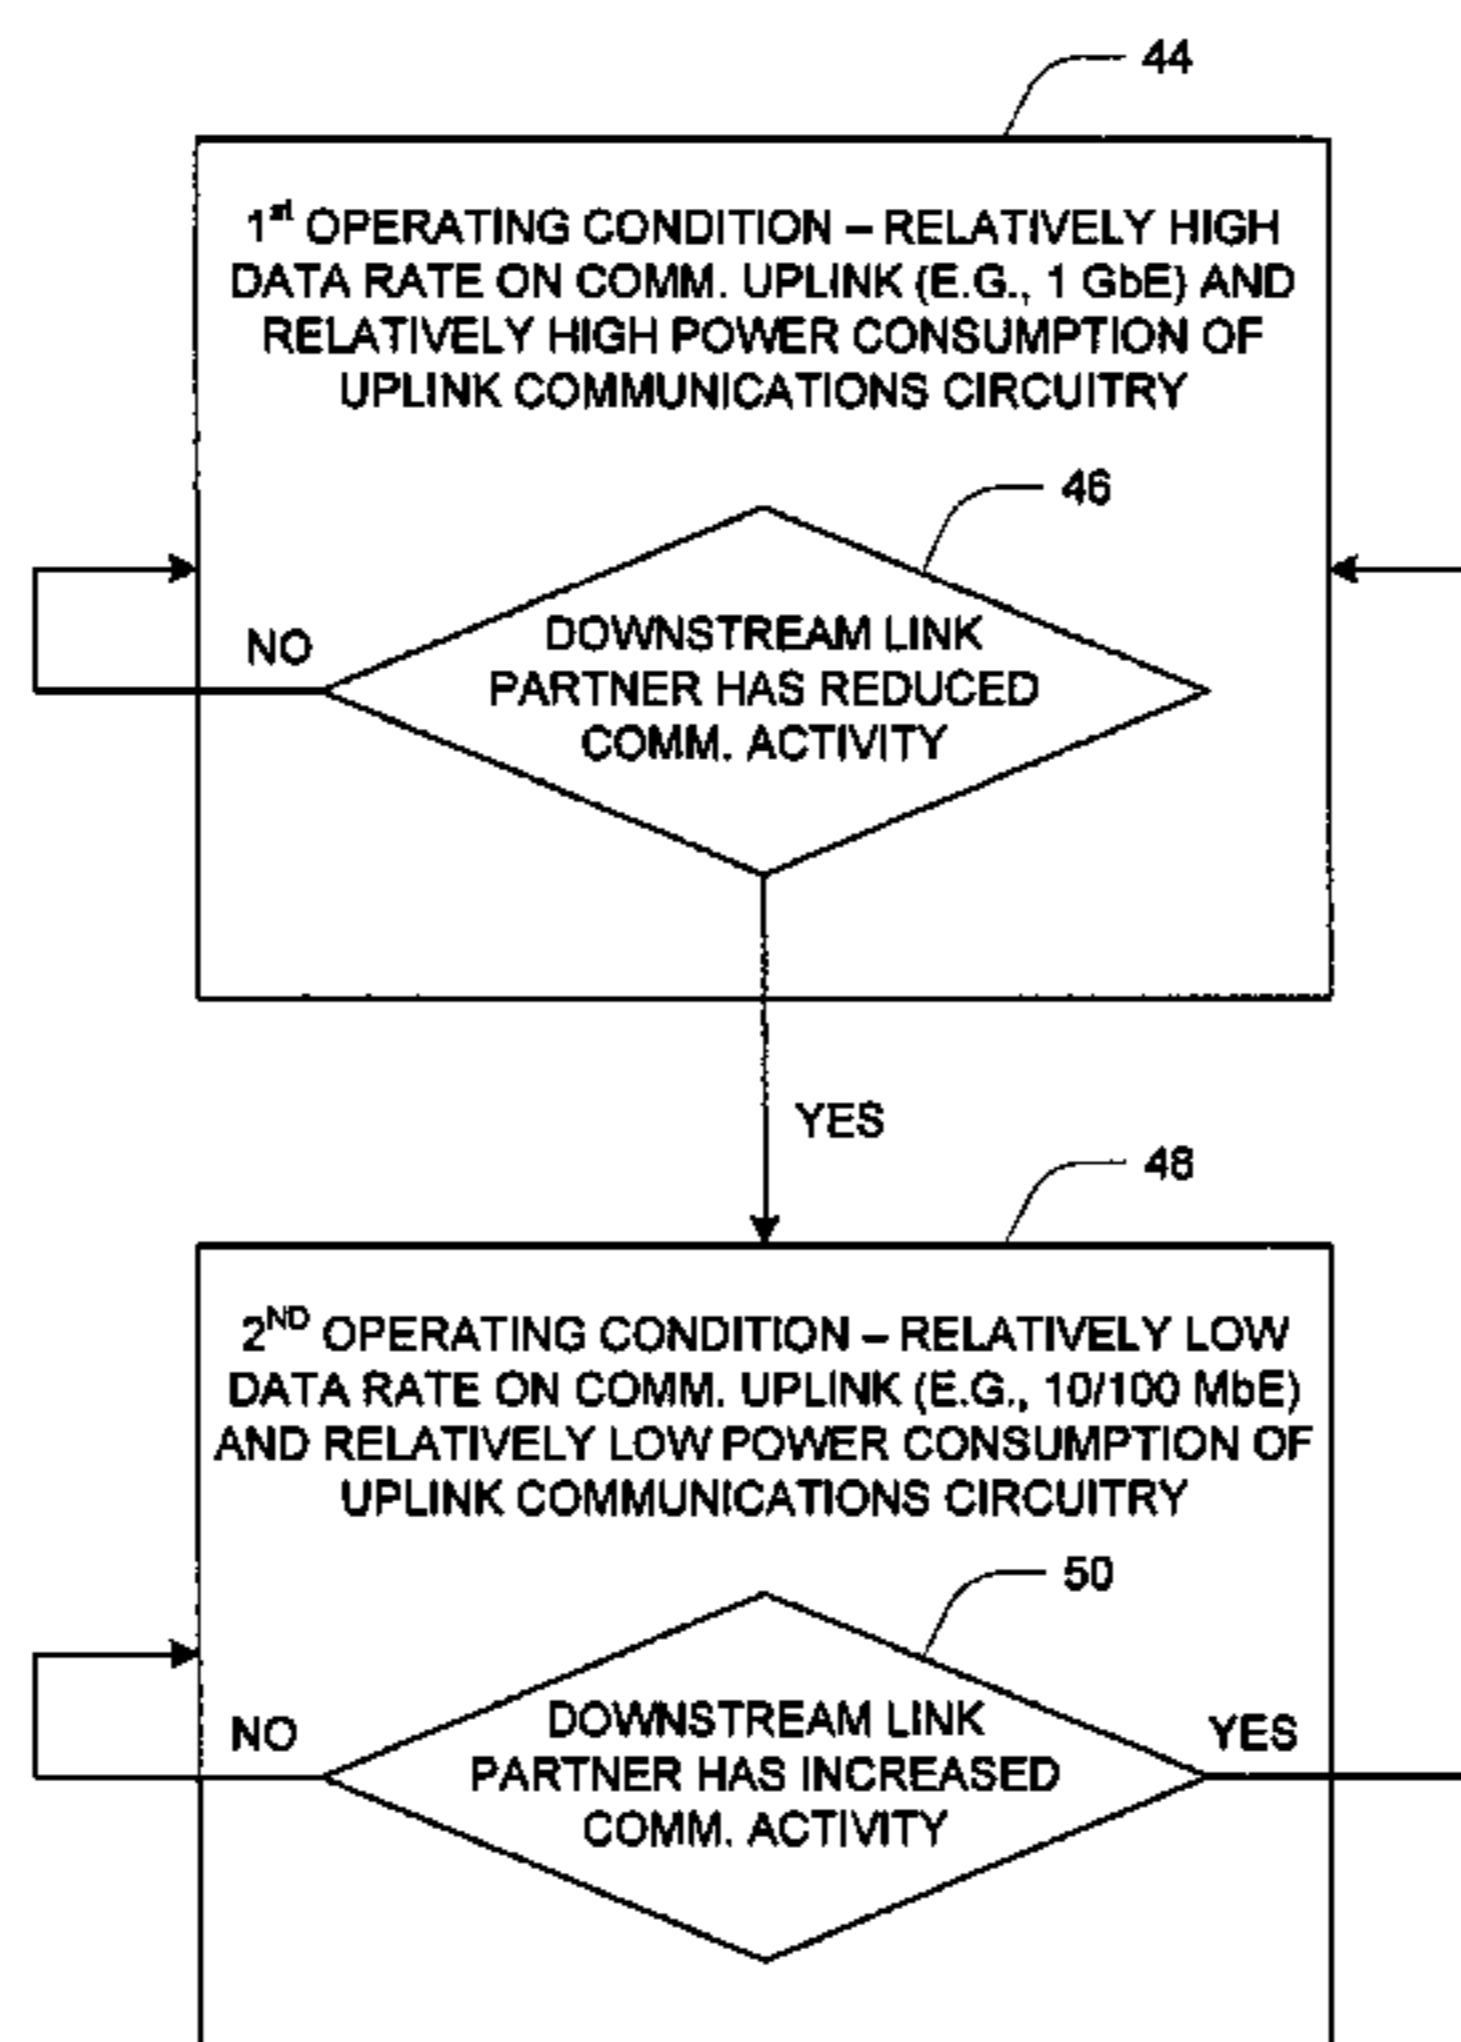 44
1st OPERATING CONDITION – RELATIVELY HIGH
DATA RATE ON COMM. UPLINK (E.G., 1 GbE) AND
RELATIVELY HIGH POWER CONSUMPTION OF
UPLINK COMMUNICATIONS CIRCUITRY
46
DOWNSTREAM LINK
PARTNER HAS REDUCED
COMM. ACTIVITY
NO
YES
48
2ND OPERATING CONDITION – RELATIVELY LOW
DATA RATE ON COMM. UPLINK (E.G., 10/100 MbE)
AND RELATIVELY LOW POWER CONSUMPTION OF
UPLINK COMMUNICATIONS CIRCUITRY
50
DOWNSTREAM LINK
PARTNER HAS INCREASED
COMM. ACTIVITY
NO
YES